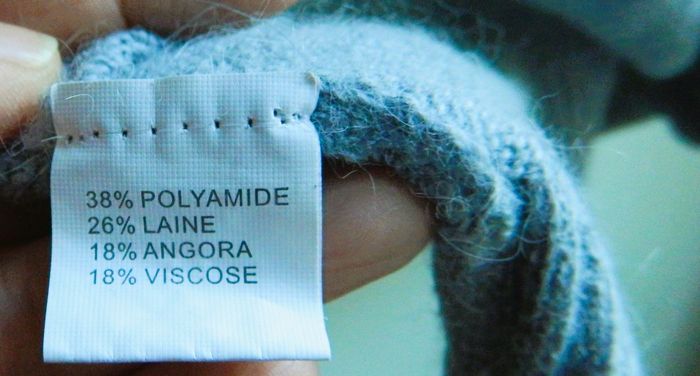 38% POLYAMIDE
26% LAINE
18% ANGORA
18% VISCOSE